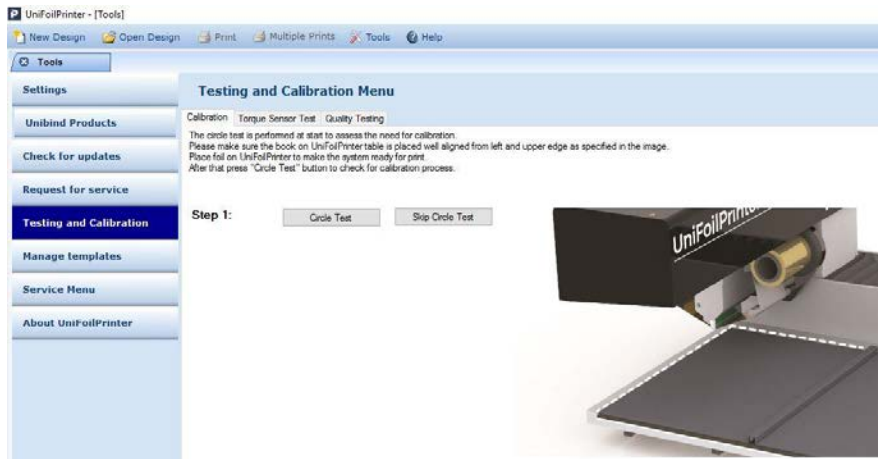 UniFoilPrinter - [Tools]
New Design Open Design Print Multiple Prints Tools Help
Tools
Settings
Unibind Products
Check for updates
Request for service
Testing and Calibration
Manage templates
Service Menu
About UniFoilPrinter
Testing and Calibration Menu
Calibration Torque Sensor Test Quality Testing
The circle test is performed at start to assess the need for calibration.
Please make sure the book on UniFoilPrinter table is placed well aligned from left and upper edge as specified in the image.
Place foil on UniFoilPrinter to make the system ready for print.
After that press "Circle Test" button to check for calibration process.
Step 1: Circle Test Skip Circle Test
UniFoilPrinter